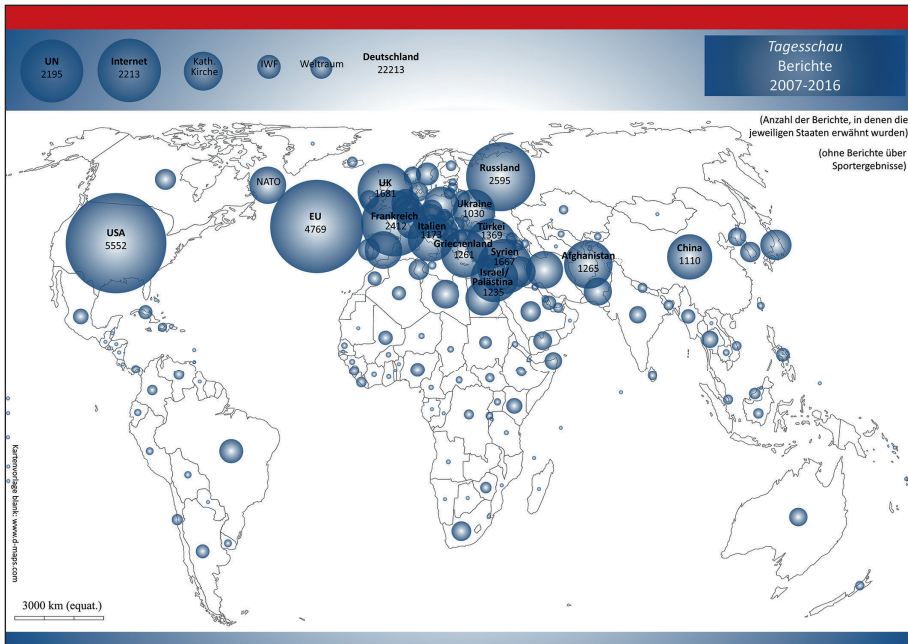 UN
2195
Internet
2213
Kath.
Kirche
IWF
Weltraum
Deutschland
22213
Tagesschau
Berichte
2007-2016
(Anzahl der Berichte, in denen die
jeweiligen Staaten erwähnt wurden)
(ohne Berichte über
Sportergebnisse)
NATO
UK
1681
Russland
2595
USA
5552
EU
4769
Frankreich
2412
Italien
1173
Ukraine
1030
Türkei
1369
Griechenland
1261
Syrien
1667
Israel/
Palästina
1235
Afghanistan
1265
China
1110
Kartenvorlage blank: www.d-maps.com
3000 km (equat.)